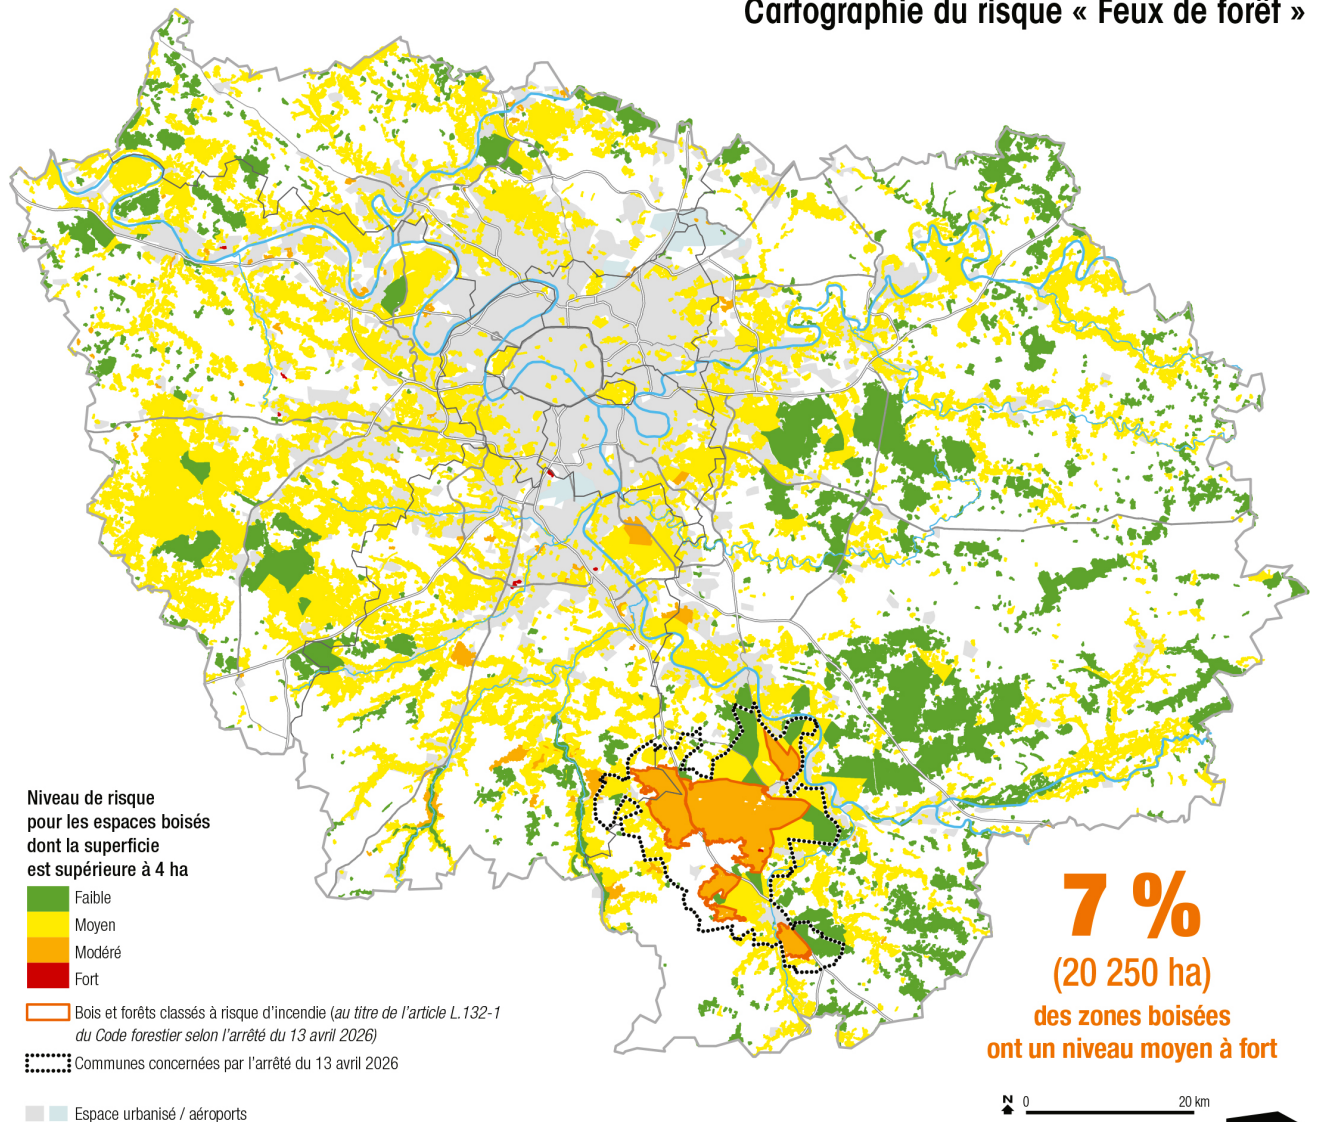 Cartographie du risque « Feux de forêt »
Niveau de risque
pour les espaces boisés
dont la superficie
est supérieure à 4 ha
Faible
Moyen
Modéré
Fort
Bois et forêts classés à risque d'incendie (au titre de l'article L.132-1
du Code forestier selon l'arrêté du 13 avril 2026)
Communes concernées par l'arrêté du 13 avril 2026
Espace urbanisé / aéroports
7 %
(20 250 ha)
des zones boisées
ont un niveau moyen à fort
N 0 20 km